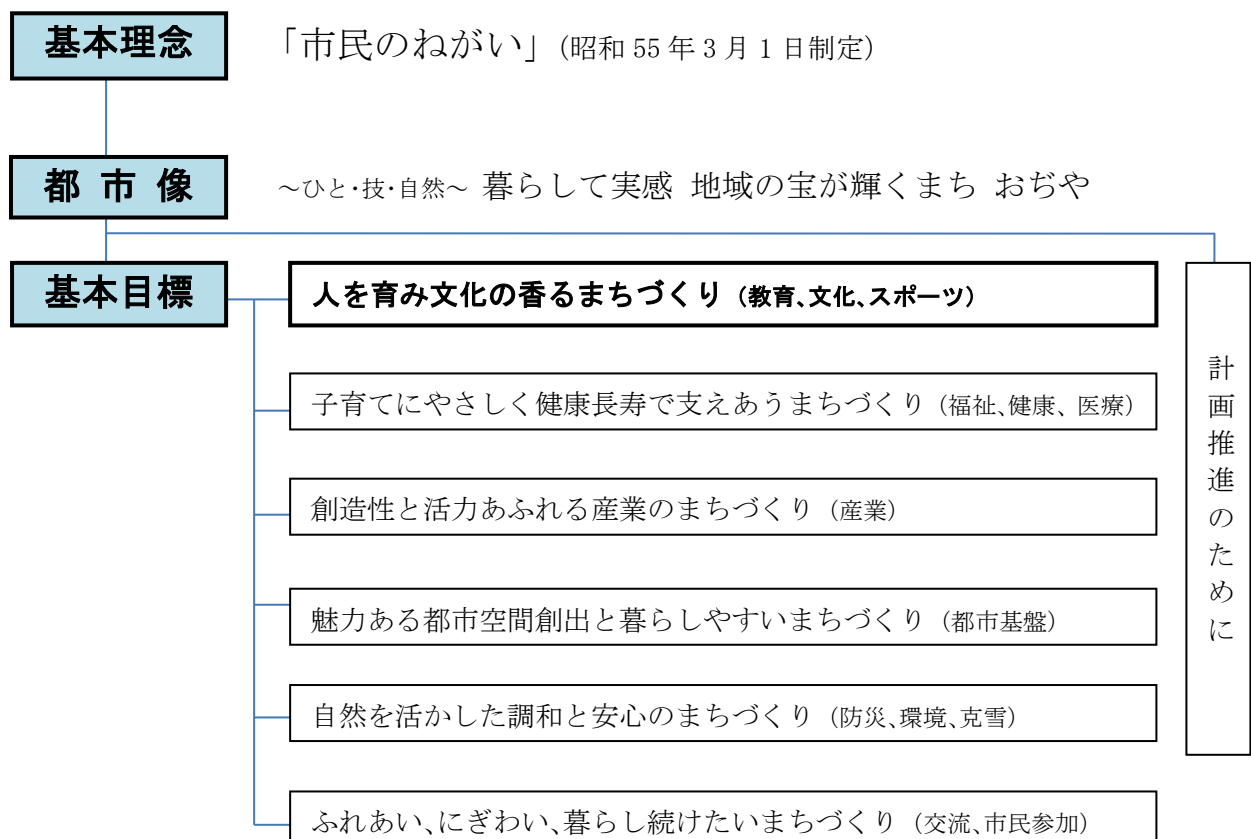 基本理念 「市民のねがい」(昭和 55 年 3 月 1 日制定)
都 市 像 ～ひと・技・自然～ 暮らして実感 地域の宝が輝くまち おぢや
基本目標 人を育み文化の香るまちづくり（教育、文化、スポーツ）
子育てにやさしく健康長寿で支えあうまちづくり（福祉、健康、医療）
創造性と活力あふれる産業のまちづくり（産業）
魅力ある都市空間創出と暮らしやすいまちづくり（都市基盤）
自然を活かした調和と安心のまちづくり（防災、環境、克雪）
ふれあい、にぎわい、暮らし続けたいまちづくり（交流、市民参加）
計画推進のために